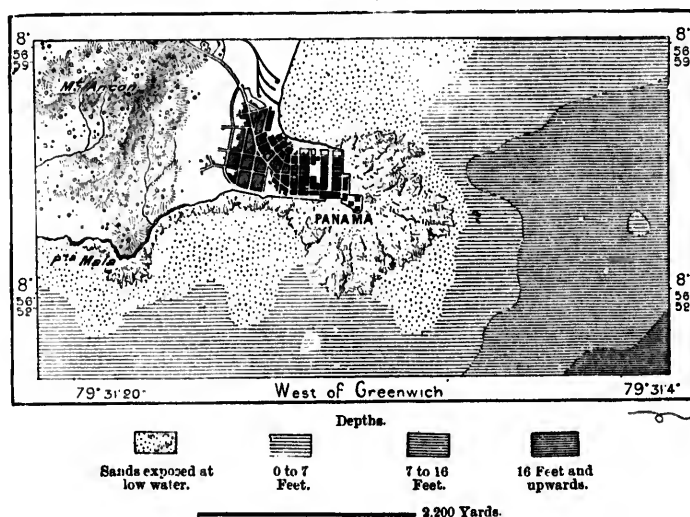 8°
56
59
8°
56
59
Mt Ancon
PANAMA
Pta Mala
8°
56
52
8°
56
52
79° 31' 20"
West of Greenwich
79° 31' 4"
Depths.
Sands exposed at
low water.
0 to 7
Feet.
7 to 16
Feet.
16 Feet and
upwards.
2,200 Yards.